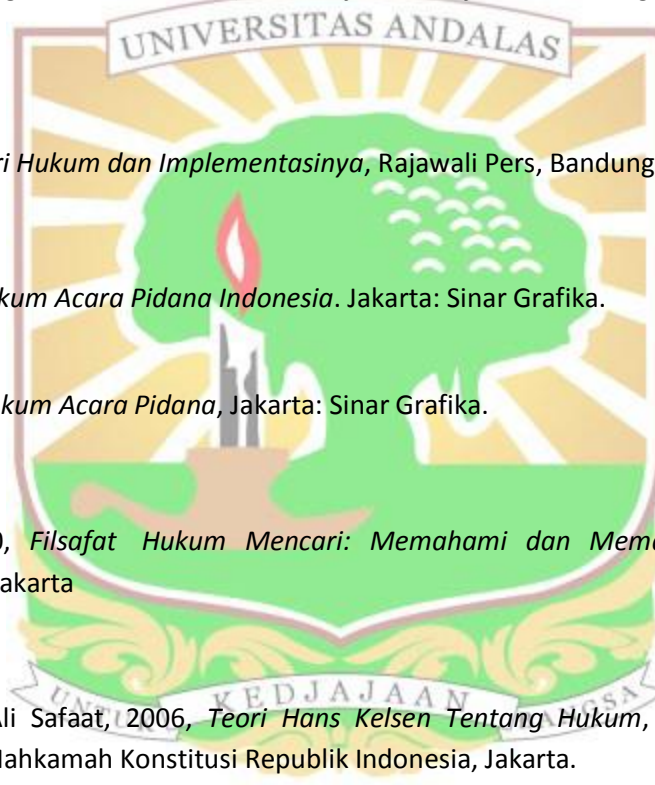 UNIVERSITAS ANDALAS
ri Hukum dan Implementasinya, Rajawali Pers, Bandung
kum Acara Pidana Indonesia. Jakarta: Sinar Grafika.
kum Acara Pidana, Jakarta: Sinar Grafika.
, Filsafat Hukum Mencari: Memahami dan Mem
akarta
UNTUK KEDJAJAAN BANGSA
li Safaat, 2006, Teori Hans Kelsen Tentang Hukum,
Mahkamah Konstitusi Republik Indonesia, Jakarta.